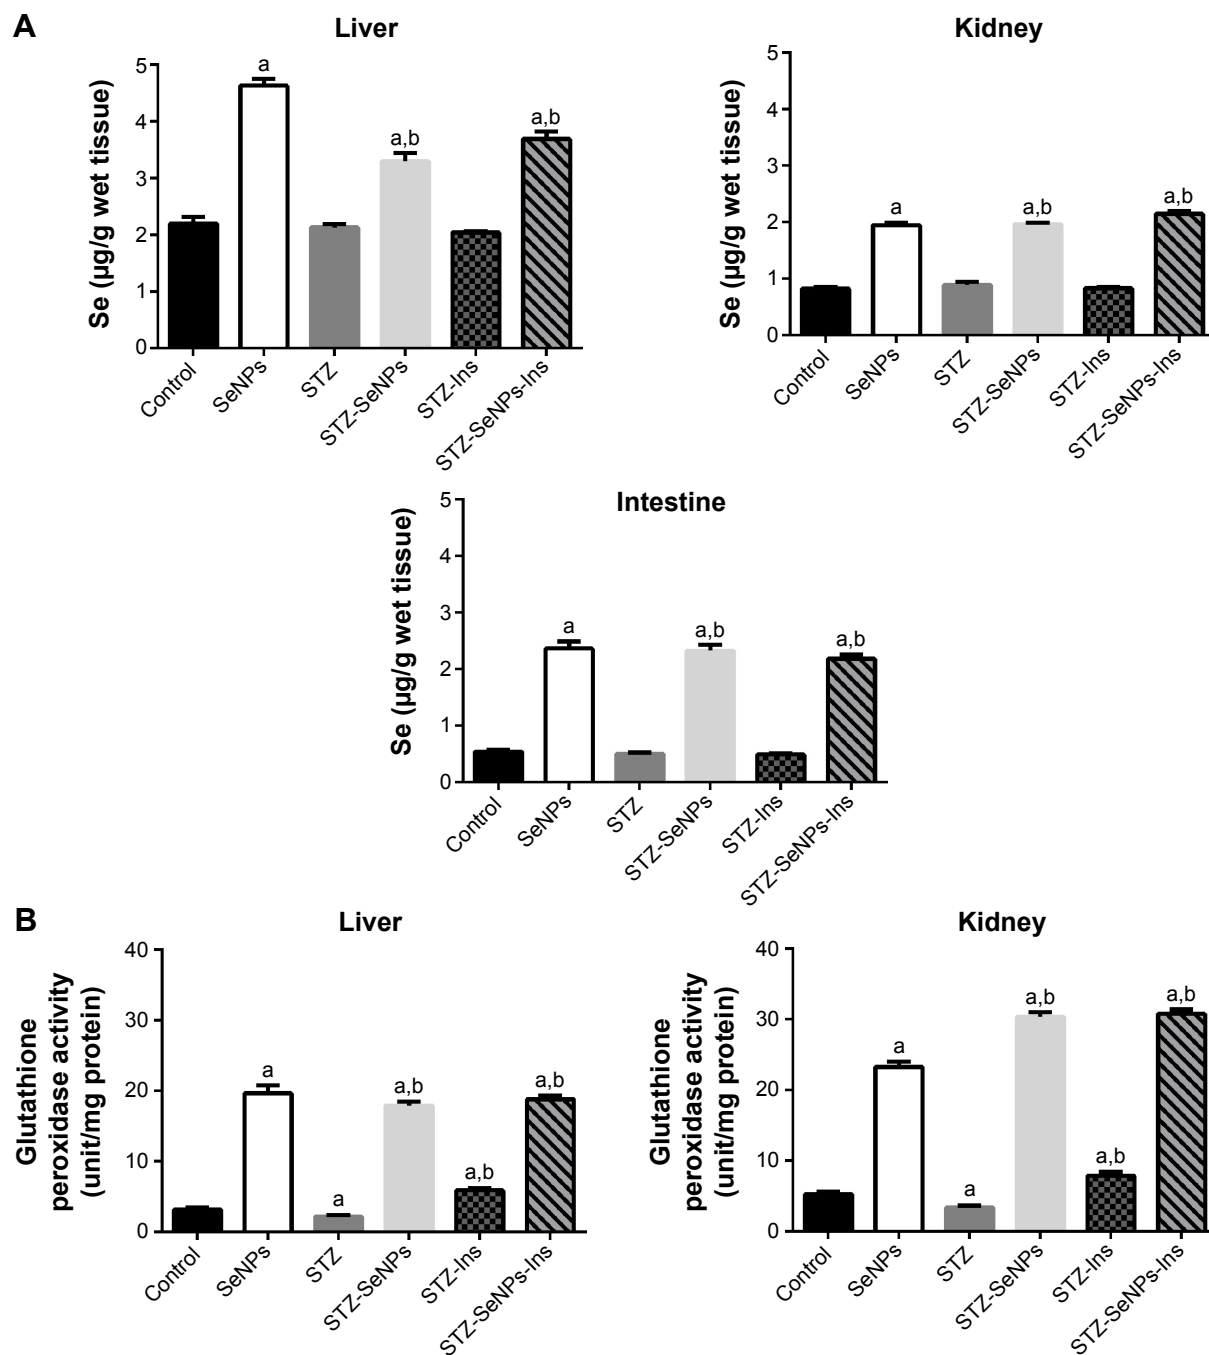 A
Liver
Se (µg/g wet tissue)
5
4
3
2
1
0
a
a,b
a,b
Control
SeNPs
STZ
STZ-SeNPs
STZ-Ins
STZ-SeNPs-Ins
Kidney
Se (µg/g wet tissue)
5
4
3
2
1
0
a
a,b
a,b
Control
SeNPs
STZ
STZ-SeNPs
STZ-Ins
STZ-SeNPs-Ins
Intestine
Se (µg/g wet tissue)
5
4
3
2
1
0
a
a,b
a,b
Control
SeNPs
STZ
STZ-SeNPs
STZ-Ins
STZ-SeNPs-Ins
B
Liver
Glutathione
peroxidase activity
(unit/mg protein)
40
30
20
10
0
a
a
a,b
a,b
a,b
Control
SeNPs
STZ
STZ-SeNPs
STZ-Ins
STZ-SeNPs-Ins
Kidney
Glutathione
peroxidase activity
(unit/mg protein)
40
30
20
10
0
a
a
a,b
a,b
a,b
Control
SeNPs
STZ
STZ-SeNPs
STZ-Ins
STZ-SeNPs-Ins